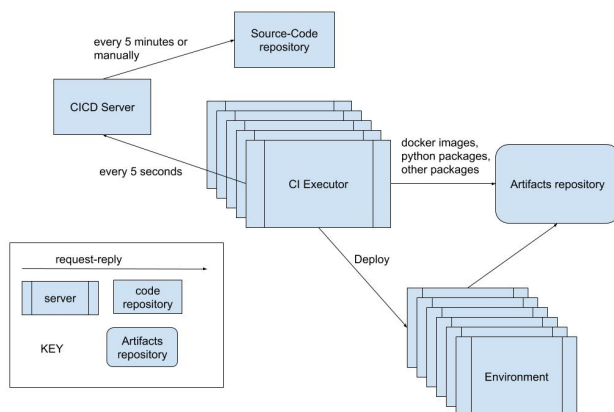 every 5 minutes or
manually
Source-Code
repository
CICD Server
every 5 seconds
CI Executor
docker images,
python packages,
other packages
Artifacts repository
Deploy
Environment
request-reply
server
code
repository
KEY
Artifacts
repository